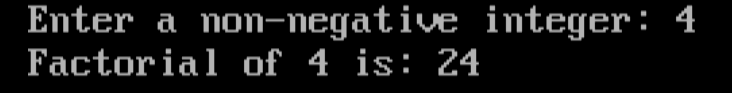 Enter a non-negative integer: 4
Factorial of 4 is: 24